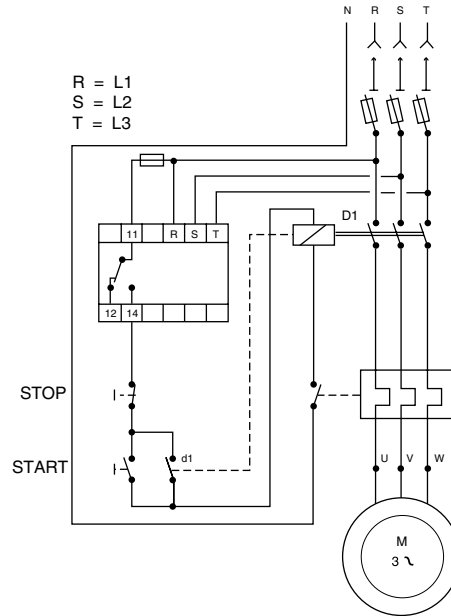 N R S T
R = L1
S = L2
T = L3
D1
11 R S T
12 14
STOP
START
d1
U V W
M
3 ~